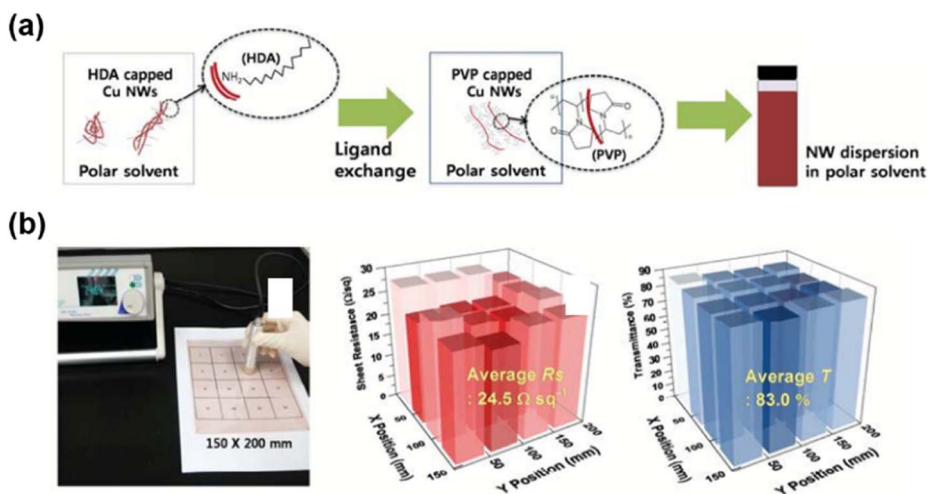 (a)
HDA capped
Cu NWs
Polar solvent
(HDA)
NH₂
Ligand
exchange
PVP capped
Cu NWs
Polar solvent
(PVP)
NW dispersion
in polar solvent
(b)
150 X 200 mm
Sheet Resistance (Ω/sq)
30
25
20
15
10
5
0
Average Rs
: 24.5 Ω sq⁻¹
X Position (mm)
50
100
150
Y Position (mm)
50
100
150
200
Transmittance (%)
90
80
70
60
50
40
30
20
10
0
Average T
: 83.0 %
X Position (mm)
50
100
150
Y Position (mm)
50
100
150
200